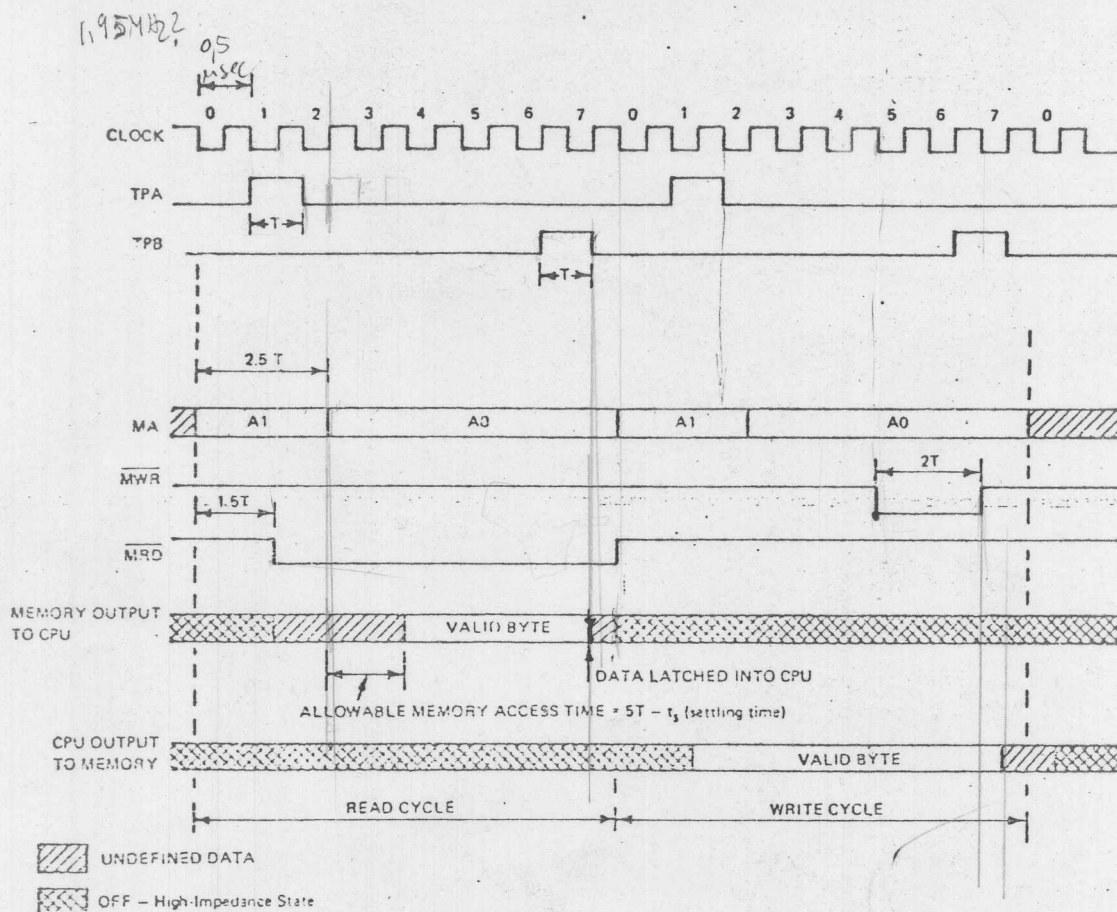 1,95MHz?
0,5
µsec
0 1 2 3 4 5 6 7 0 1 2 3 4 5 6 7 0
CLOCK
TPA
T
TPB
T
2.5 T
MA A1 A0 A1 A0
MWR 2T
1.5T
MRD
MEMORY OUTPUT
TO CPU
VALID BYTE
DATA LATCHED INTO CPU
ALLOWABLE MEMORY ACCESS TIME = 5T – ts (settling time)
CPU OUTPUT
TO MEMORY
VALID BYTE
READ CYCLE WRITE CYCLE
UNDEFINED DATA
OFF – High-Impedance State